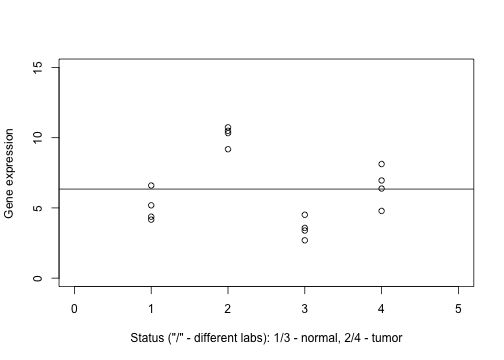 15
10
5
0
Gene expression
0 1 2 3 4 5
Status ("/" - different labs): 1/3 - normal, 2/4 - tumor